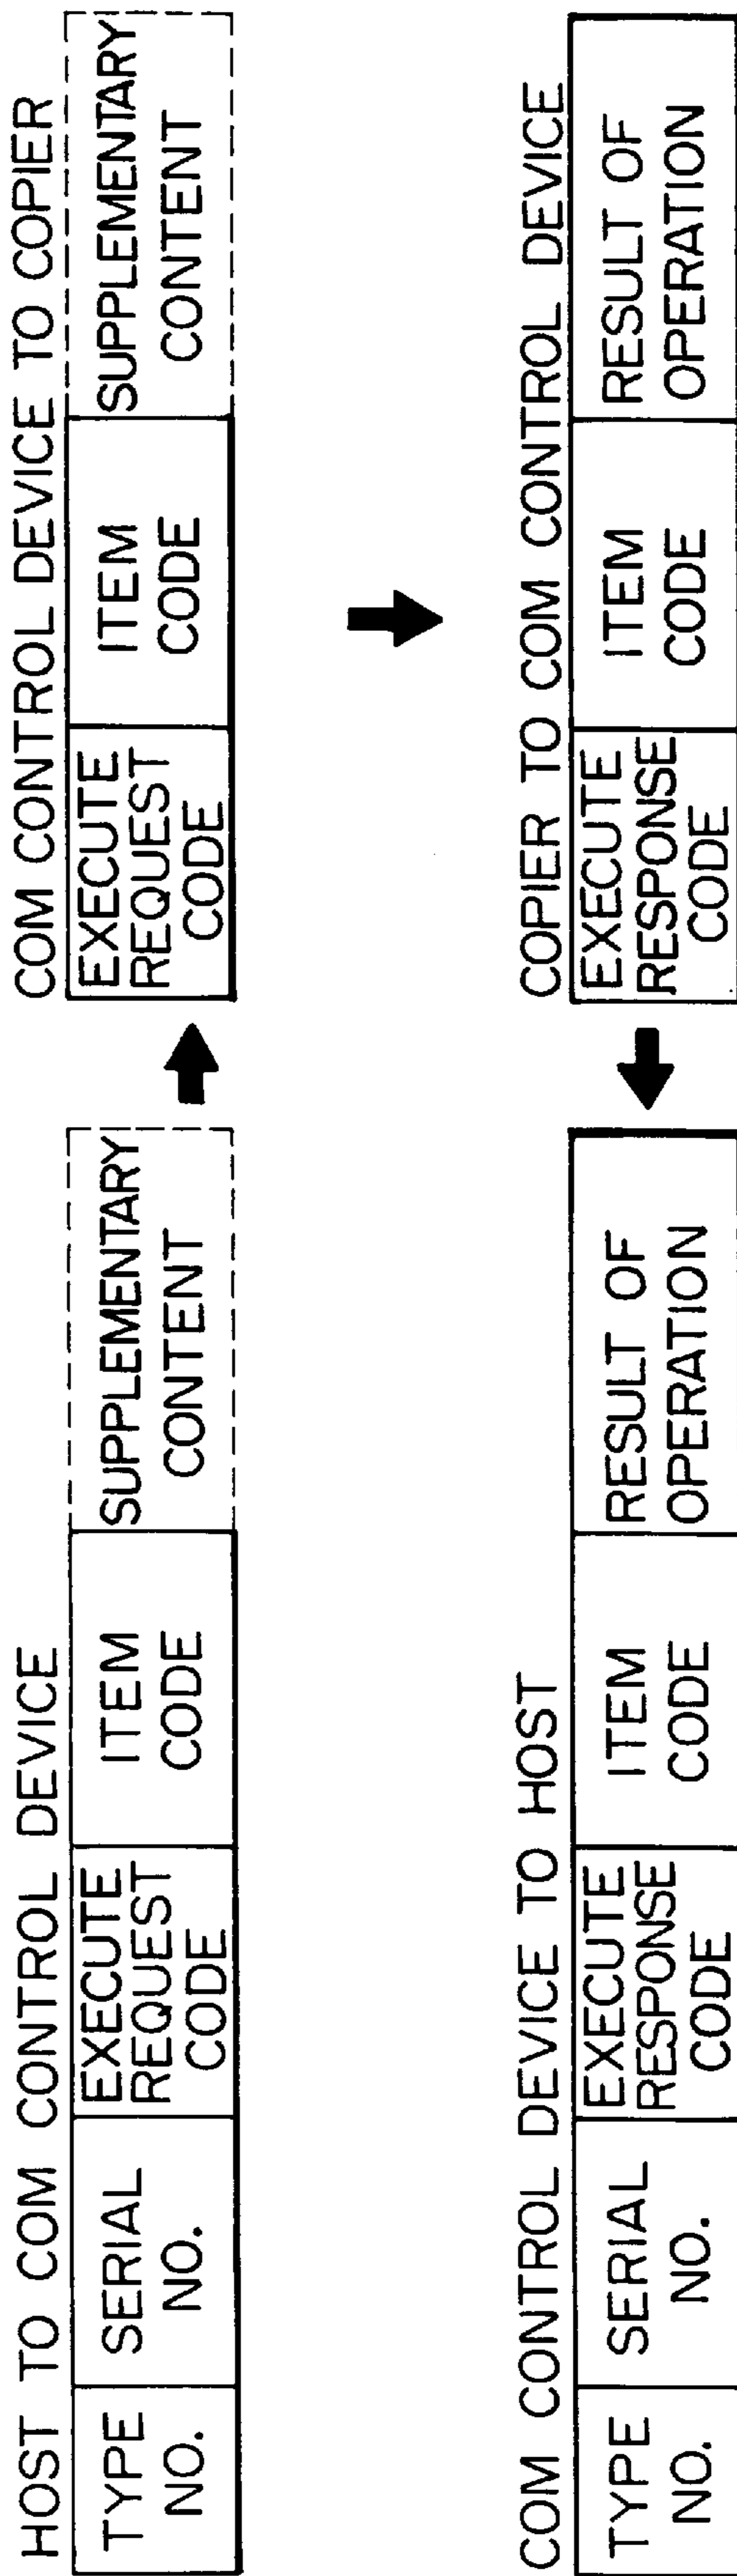 HOST TO COM CONTROL DEVICE
TYPE
NO.
SERIAL
NO.
EXECUTE
REQUEST
CODE
ITEM
CODE
SUPPLEMENTARY
CONTENT
COM CONTROL DEVICE TO COPIER
EXECUTE
REQUEST
CODE
ITEM
CODE
SUPPLEMENTARY
CONTENT
COPIER TO COM CONTROL DEVICE
EXECUTE
RESPONSE
CODE
ITEM
CODE
RESULT OF
OPERATION
COM CONTROL DEVICE TO HOST
TYPE
NO.
SERIAL
NO.
EXECUTE
RESPONSE
CODE
ITEM
CODE
RESULT OF
OPERATION